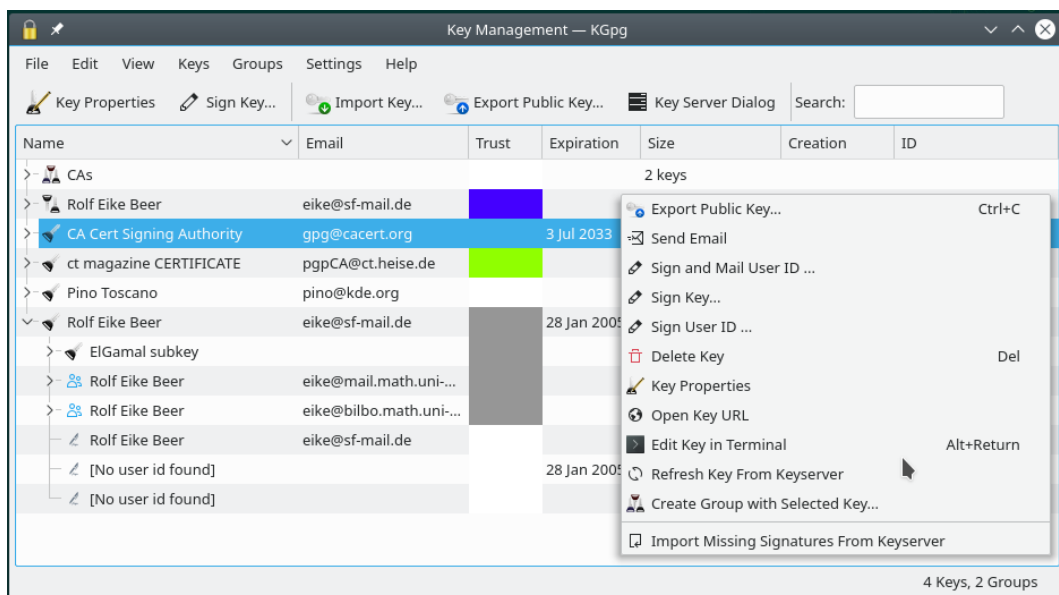 Key Management — KGpg
File Edit View Keys Groups Settings Help
Key Properties Sign Key... Import Key... Export Public Key... Key Server Dialog Search:
Name Email Trust Expiration Size Creation ID
CAs 2 keys
Rolf Eike Beer eike@sf-mail.de
CA Cert Signing Authority gpg@cacert.org 3 Jul 2033
ct magazine CERTIFICATE pgpCA@ct.heise.de
Pino Toscano pino@kde.org
Rolf Eike Beer eike@sf-mail.de 28 Jan 2005
ElGamal subkey
Rolf Eike Beer eike@mail.math.uni-...
Rolf Eike Beer eike@bilbo.math.uni-...
Rolf Eike Beer eike@sf-mail.de
[No user id found] 28 Jan 2005
[No user id found]
Export Public Key... Ctrl+C
Send Email
Sign and Mail User ID ...
Sign Key...
Sign User ID ...
Delete Key Del
Key Properties
Open Key URL
Edit Key in Terminal Alt+Return
Refresh Key From Keyserver
Create Group with Selected Key...
Import Missing Signatures From Keyserver
4 Keys, 2 Groups